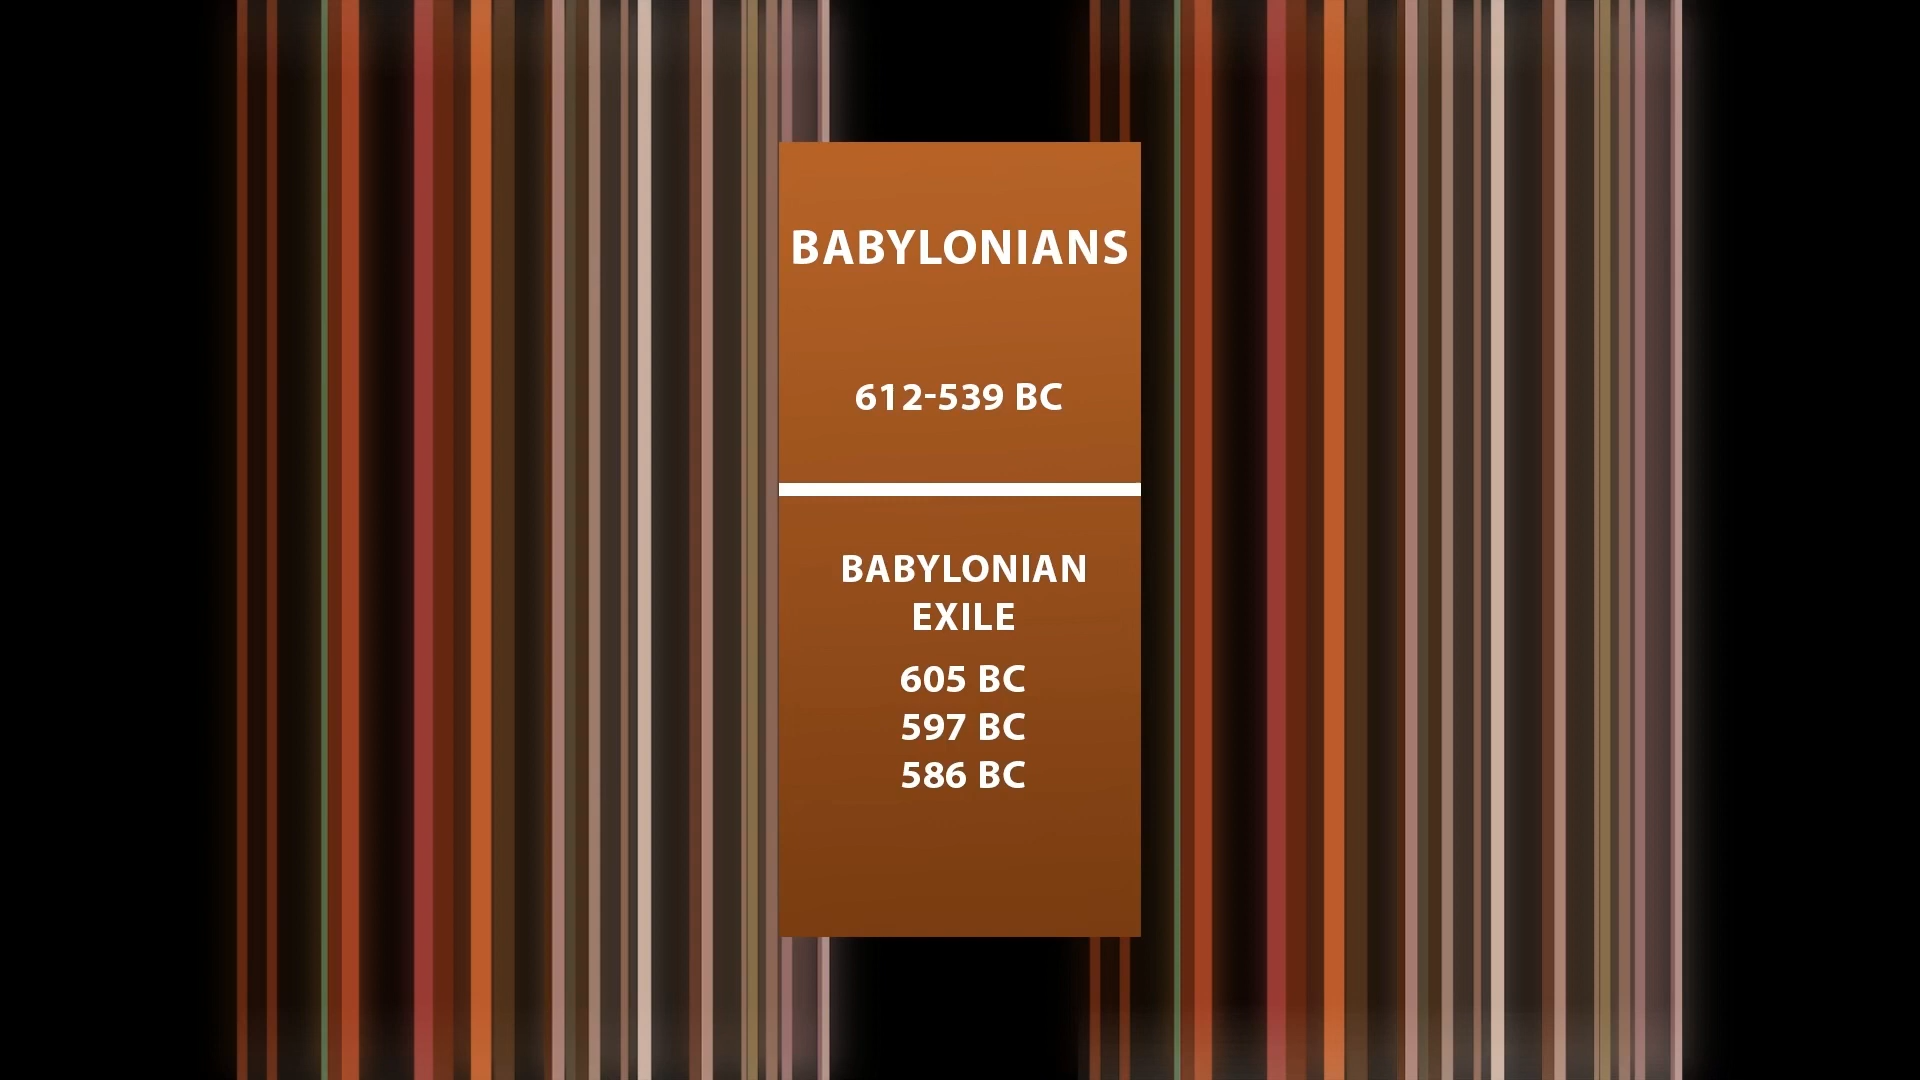 BABYLONIANS
612-539 BC
BABYLONIAN
EXILE
605 BC
597 BC
586 BC